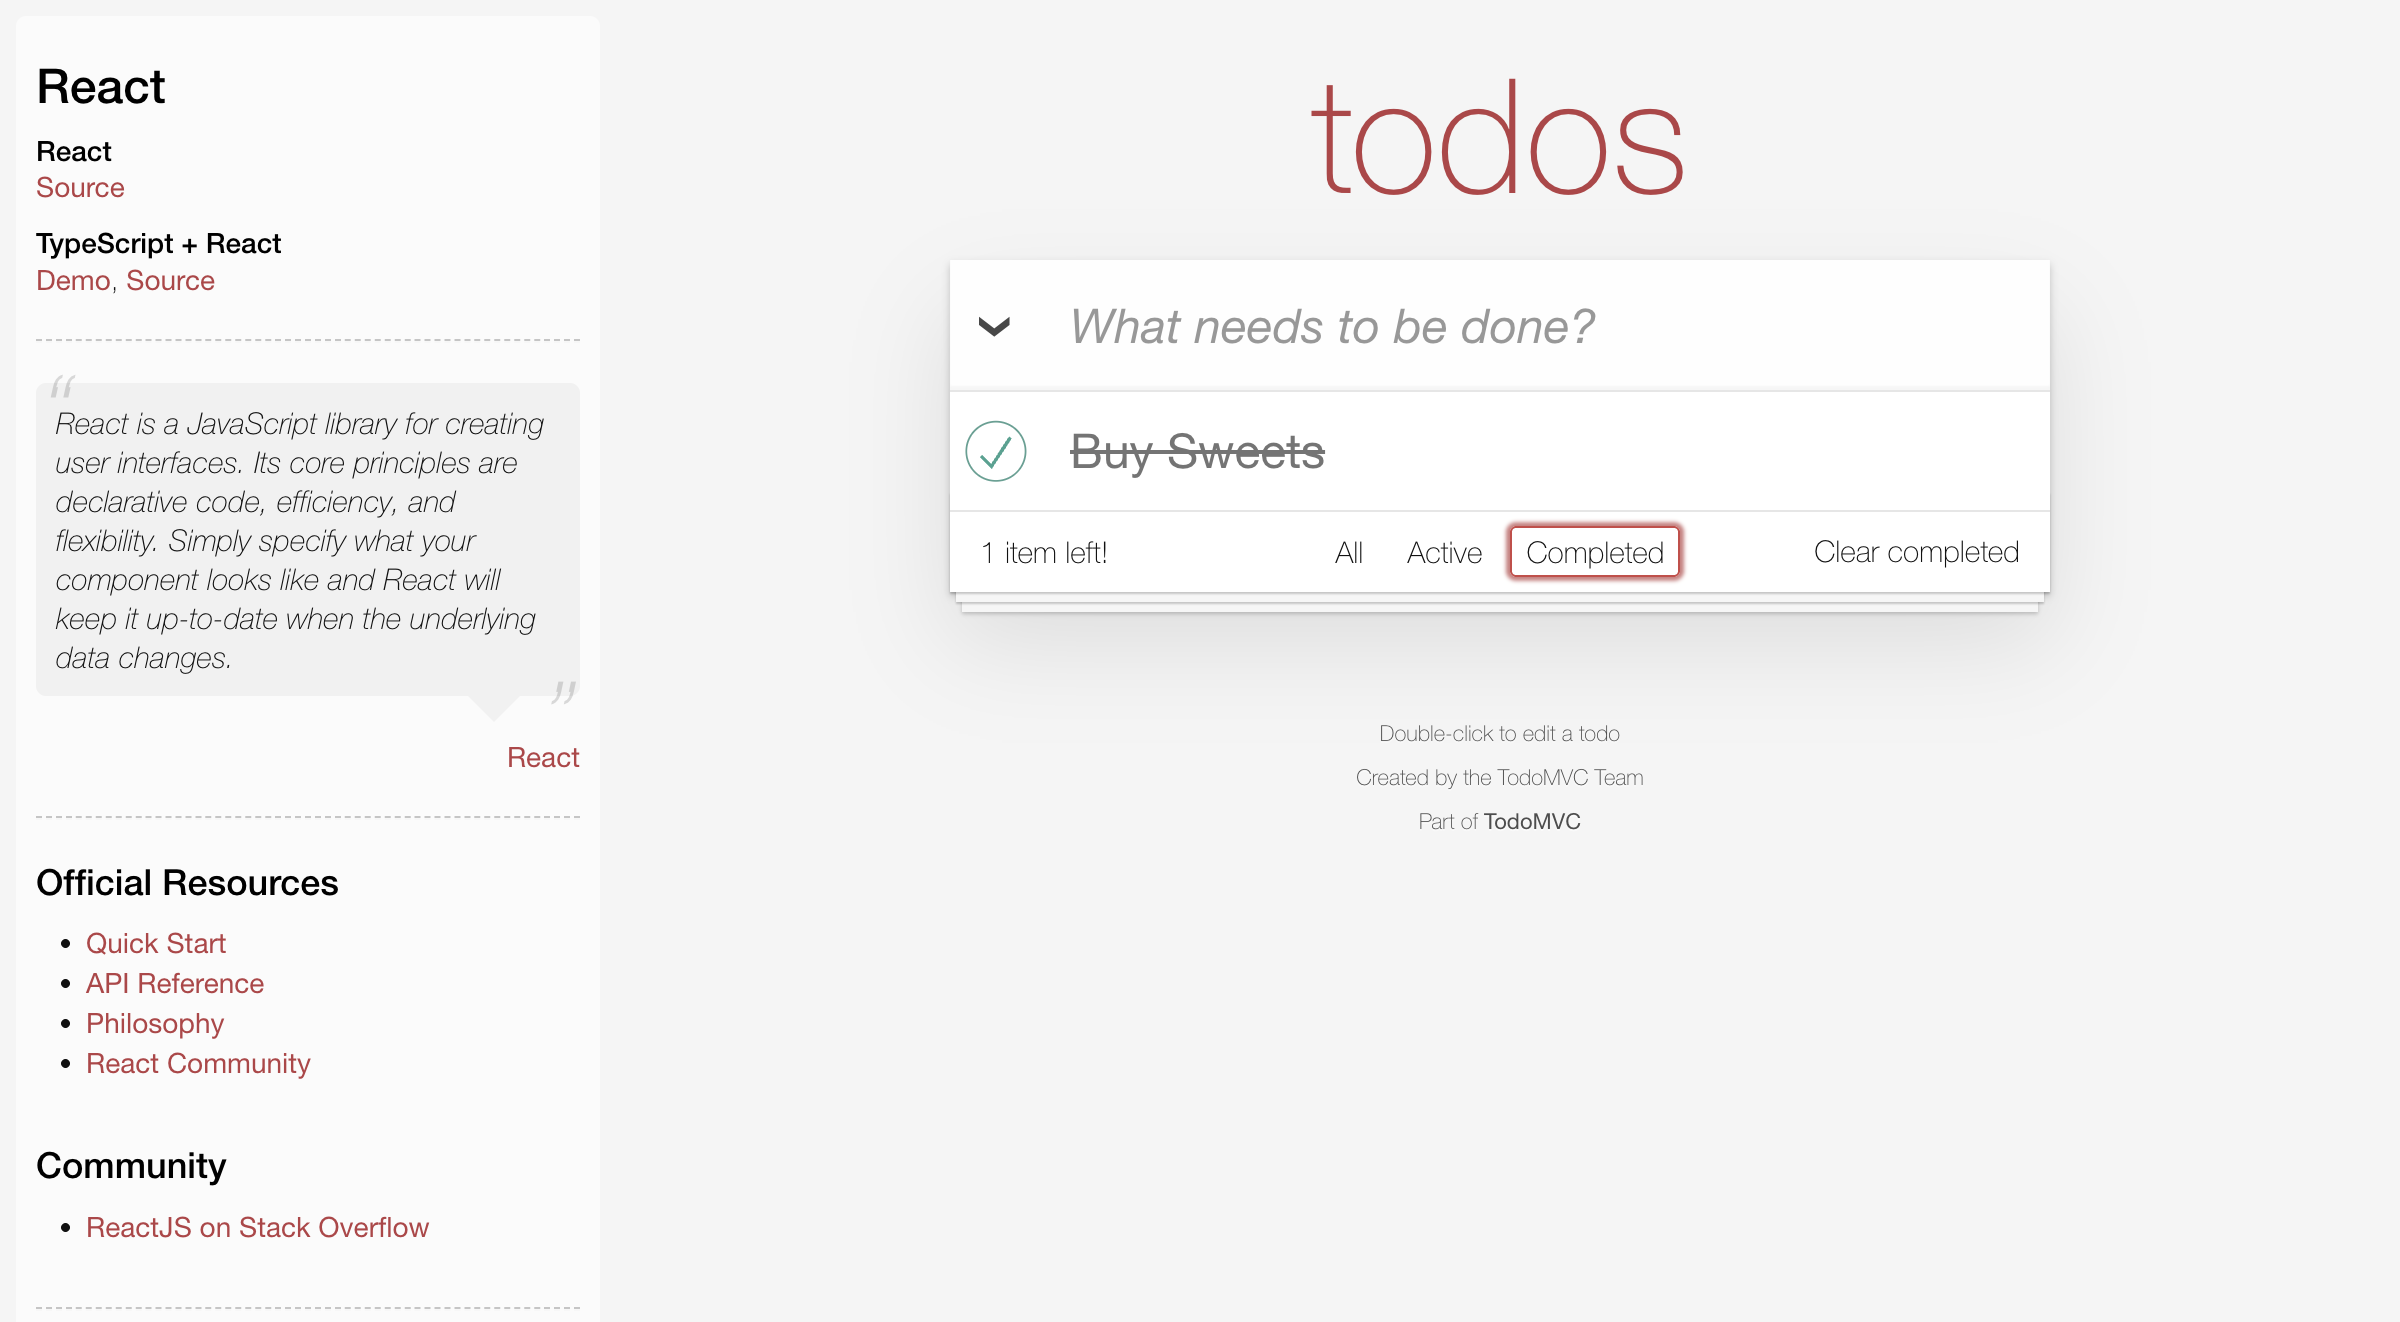 React
React
Source
TypeScript + React
Demo, Source
“
React is a JavaScript library for creating
user interfaces. Its core principles are
declarative code, efficiency, and
flexibility. Simply specify what your
component looks like and React will
keep it up-to-date when the underlying
data changes.
”
React
Official Resources
Quick Start
API Reference
Philosophy
React Community
Community
ReactJS on Stack Overflow
todos
What needs to be done?
Buy Sweets
1 item left! All Active Completed Clear completed
Double-click to edit a todo
Created by the TodoMVC Team
Part of TodoMVC